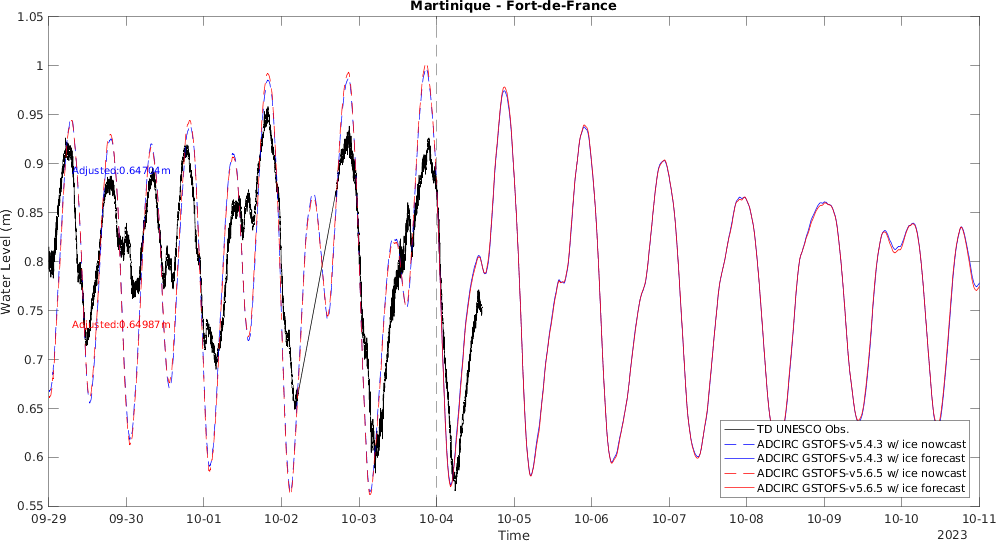 Martinique - Fort-de-France
Water Level (m)
1.05
1
0.95
0.9
0.85
0.8
0.75
0.7
0.65
0.6
0.55
Adjusted:0.64704m
Adjusted:0.64987m
TD UNESCO Obs.
ADCIRC GSTOFS-v5.4.3 w/ ice nowcast
ADCIRC GSTOFS-v5.4.3 w/ ice forecast
ADCIRC GSTOFS-v5.6.5 w/ ice nowcast
ADCIRC GSTOFS-v5.6.5 w/ ice forecast
09-29 09-30 10-01 10-02 10-03 10-04 10-05 10-06 10-07 10-08 10-09 10-10 10-11
Time
2023